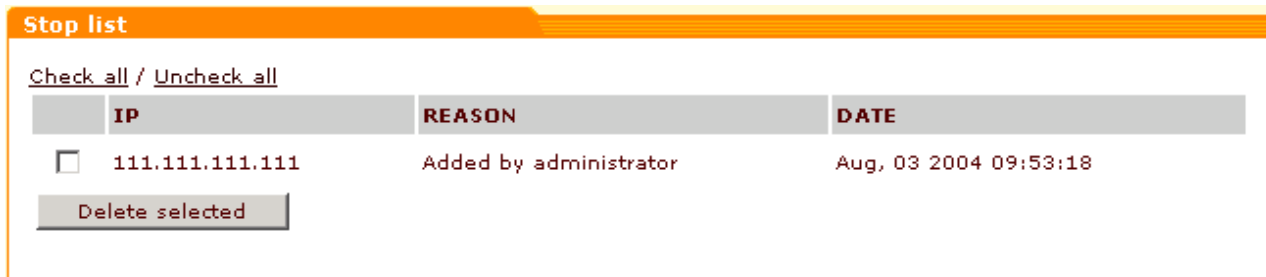 Stop list
Check all / Uncheck all
IP REASON DATE
111.111.111.111 Added by administrator Aug, 03 2004 09:53:18
Delete selected